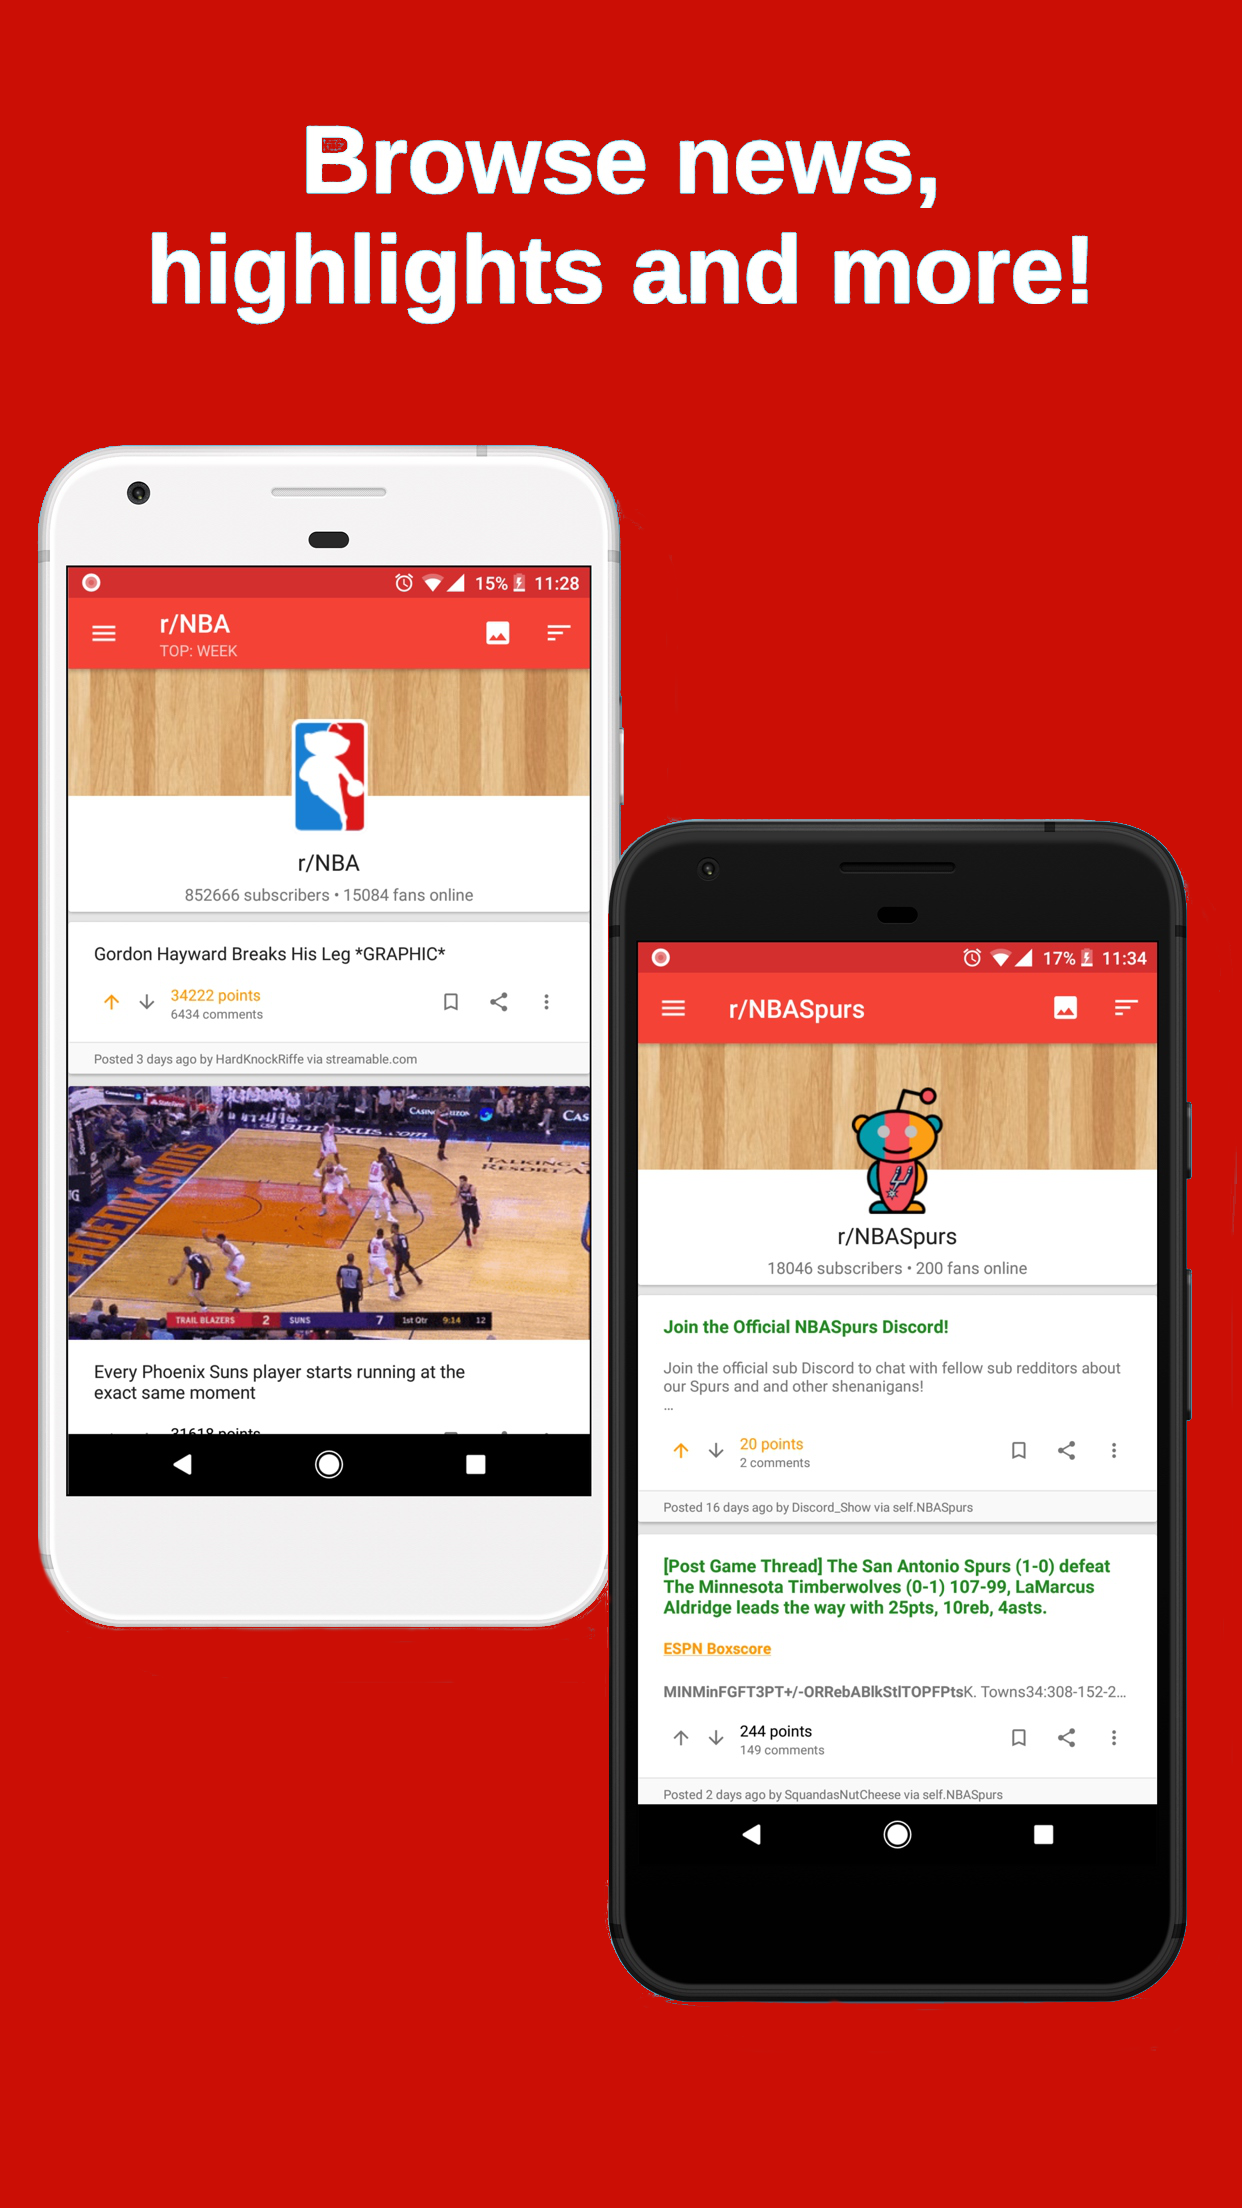 Browse news,
highlights and more!
15% 11:28
r/NBA
TOP: WEEK
r/NBA
852666 subscribers • 15084 fans online
Gordon Hayward Breaks His Leg *GRAPHIC*
34222 points
6434 comments
Posted 3 days ago by HardKnockRiffe via streamable.com
PHOENIX SUNS
TALKING
RESORT
TRAIL BLAZERS 2 SUNS 7 1st Qtr 9:14 12
Every Phoenix Suns player starts running at the
exact same moment
31618 points
17% 11:34
r/NBASpurs
r/NBASpurs
18046 subscribers • 200 fans online
Join the Official NBASpurs Discord!
Join the official sub Discord to chat with fellow sub redditors about
our Spurs and and other shenanigans!
...
20 points
2 comments
Posted 16 days ago by Discord_Show via self.NBASpurs
[Post Game Thread] The San Antonio Spurs (1-0) defeat
The Minnesota Timberwolves (0-1) 107-99, LaMarcus
Aldridge leads the way with 25pts, 10reb, 4asts.
ESPN Boxscore
MINMinFGFT3PT+/-ORRebABlkStlTOPFPtsK. Towns34:308-152-2...
244 points
149 comments
Posted 2 days ago by SquandasNutCheese via self.NBASpurs